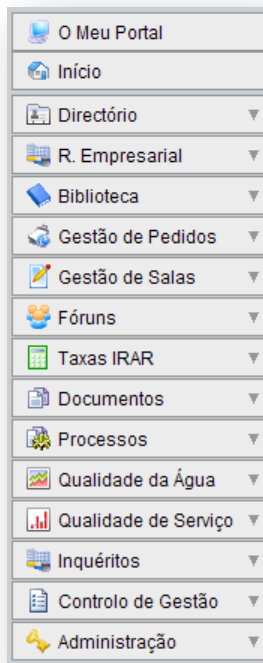 O Meu Portal
Início
Directório
R. Empresarial
Biblioteca
Gestão de Pedidos
Gestão de Salas
Fóruns
Taxas IRAR
Documentos
Processos
Qualidade da Água
Qualidade de Serviço
Inquéritos
Controlo de Gestão
Administração